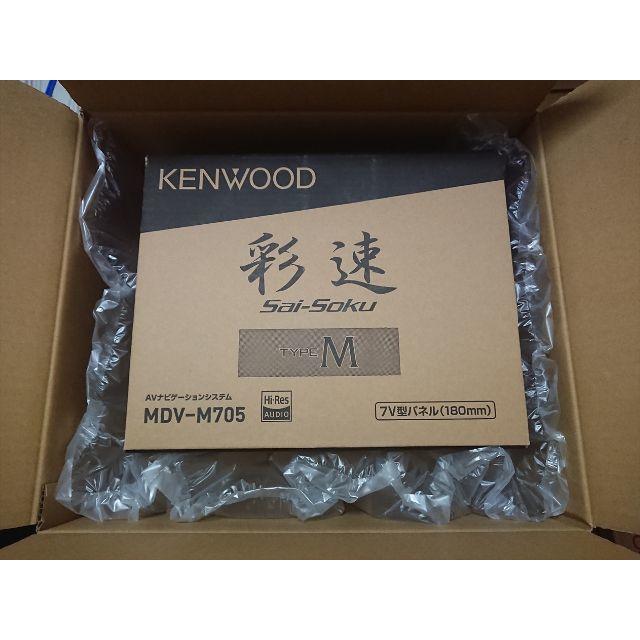 KENWOOD
彩速
Sai-Soku
TYPE M
AVナビゲーションシステム
MDV-M705
Hi-Res
AUDIO
7V型パネル(180mm)